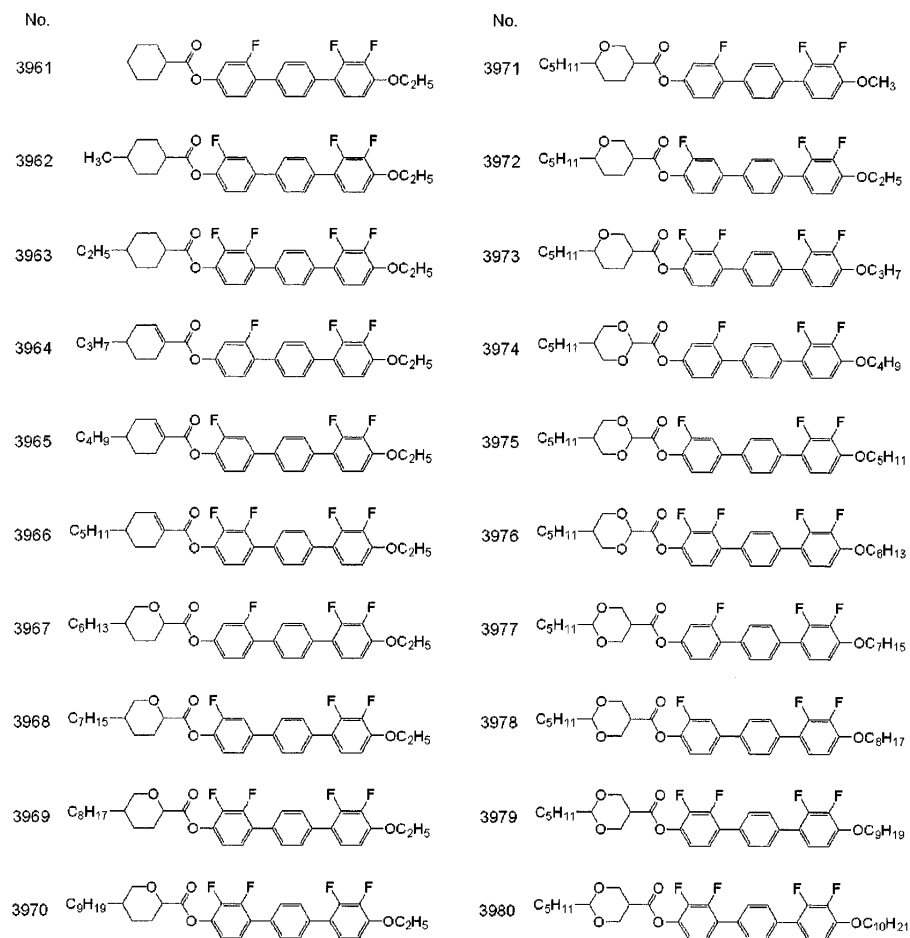 No.
O F F F
3961
O OC2H5
O F F F
3962 H3C
O OC2H5
O F F F F
3963 C2H5
O OC2H5
O F F F
3964 C3H7
O OC2H5
O F F F
3965 C4H9
O OC2H5
O F F F F
3966 C5H11
O OC2H5
O O F F F
3967 C6H13
O OC2H5
O O F F F
3968 C7H15
O OC2H5
O O F F F F
3969 C8H17
O OC2H5
O O F F F F
3970 C9H19
O OC2H5
No.
O O F F F
3971 C5H11
O OCH3
O O F F F
3972 C5H11
O OC2H5
O O F F F F
3973 C5H11
O OC3H7
O O F F F
3974 C5H11
O O OC4H9
O O F F F
3975 C5H11
O O OC5H11
O O F F F F
3976 C5H11
O O OC6H13
O O F F F
3977 C5H11
O O OC7H15
O O F F F
3978 C5H11
O O OC8H17
O O F F F F
3979 C5H11
O O OC9H19
O O F F F F
3980 C5H11
O O OC10H21